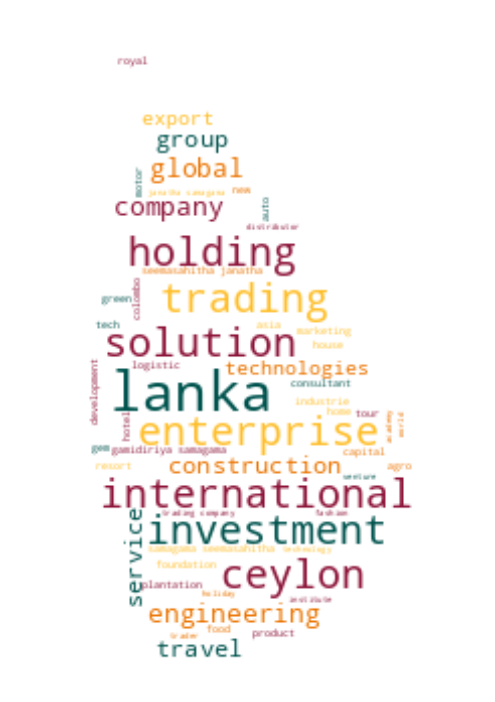 royal
export
group
global
motor
janatha samagama
new
company
auto
distributor
holding
seemasahitha janatha
colombo
green
trading
tech
asia
marketing
solution
house
logistic
technologies
development
lanka
consultant
industrie
home
tour
hotel
enterprise
academy
world
gem
gamidiriya samagama
capital
resort
construction
agro
venture
international
trading company
fashion
service
investment
samagama seemasahitha
technology
foundation
ceylon
plantation
holiday
institute
engineering
food
trader
product
travel